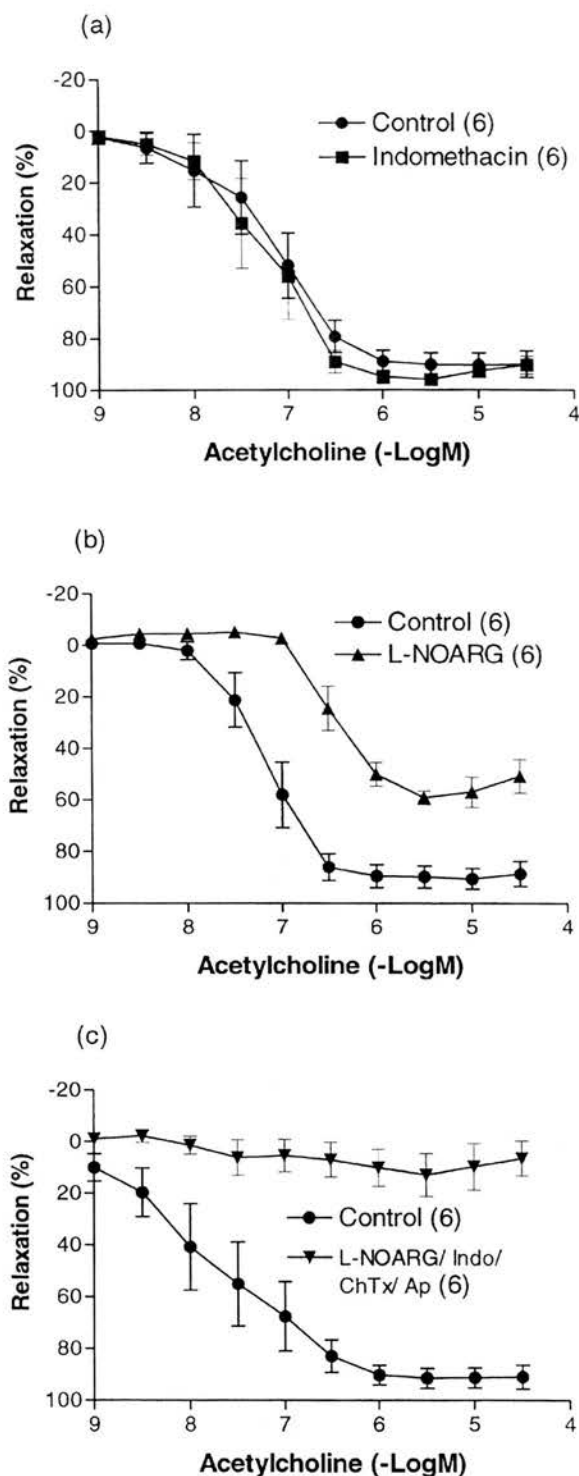 (a)
-20
0
20
40
60
80
100
Relaxation (%)
Control (6)
Indomethacin (6)
9 8 7 6 5 4
Acetylcholine (-LogM)
(b)
-20
0
20
40
60
80
100
Relaxation (%)
Control (6)
L-NOARG (6)
9 8 7 6 5 4
Acetylcholine (-LogM)
(c)
-20
0
20
40
60
80
100
Relaxation (%)
Control (6)
L-NOARG/ Indo/
ChTx/ Ap (6)
9 8 7 6 5 4
Acetylcholine (-LogM)